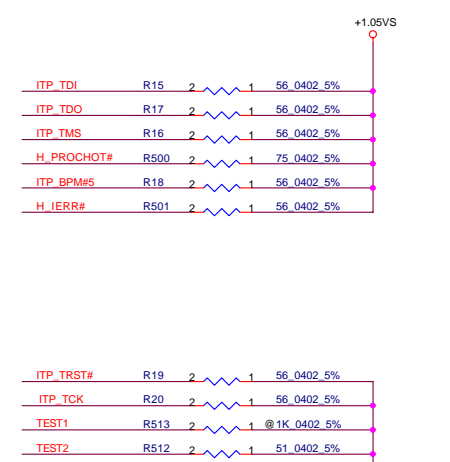 +1.05VS
ITP_TDI R15 2 1 56_0402_5%
ITP_TDO R17 2 1 56_0402_5%
ITP_TMS R16 2 1 56_0402_5%
H_PROCHOT# R500 2 1 75_0402_5%
ITP_BPM#5 R18 2 1 56_0402_5%
H_IERR# R501 2 1 56_0402_5%
ITP_TRST# R19 2 1 56_0402_5%
ITP_TCK R20 2 1 56_0402_5%
TEST1 R513 2 1 @1K_0402_5%
TEST2 R512 2 1 51_0402_5%